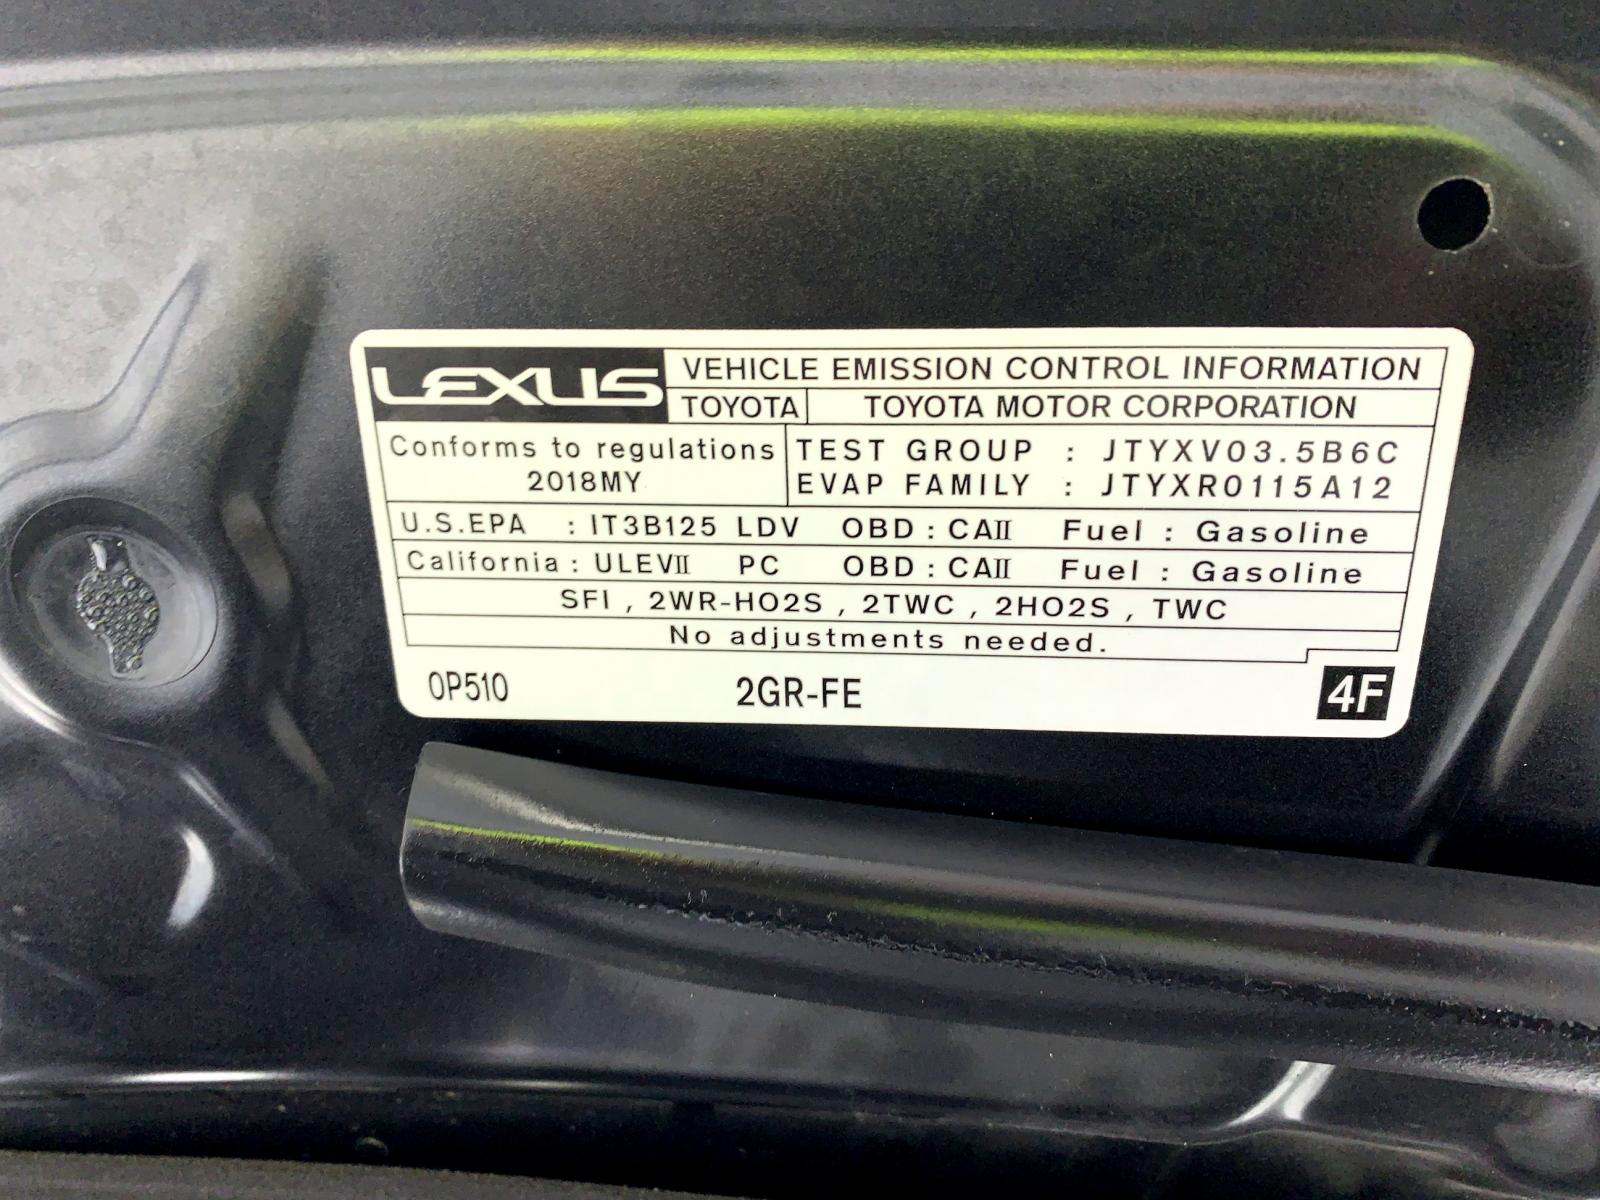 LEXUS VEHICLE EMISSION CONTROL INFORMATION
TOYOTA TOYOTA MOTOR CORPORATION
Conforms to regulations
2018MY
TEST GROUP : JTYXV03.5B6C
EVAP FAMILY : JTYXR0115A12
U.S.EPA : IT3B125 LDV OBD : CAII Fuel : Gasoline
California : ULEVII PC OBD : CAII Fuel : Gasoline
SFI , 2WR-HO2S , 2TWC , 2HO2S , TWC
No adjustments needed.
0P510 2GR-FE 4F